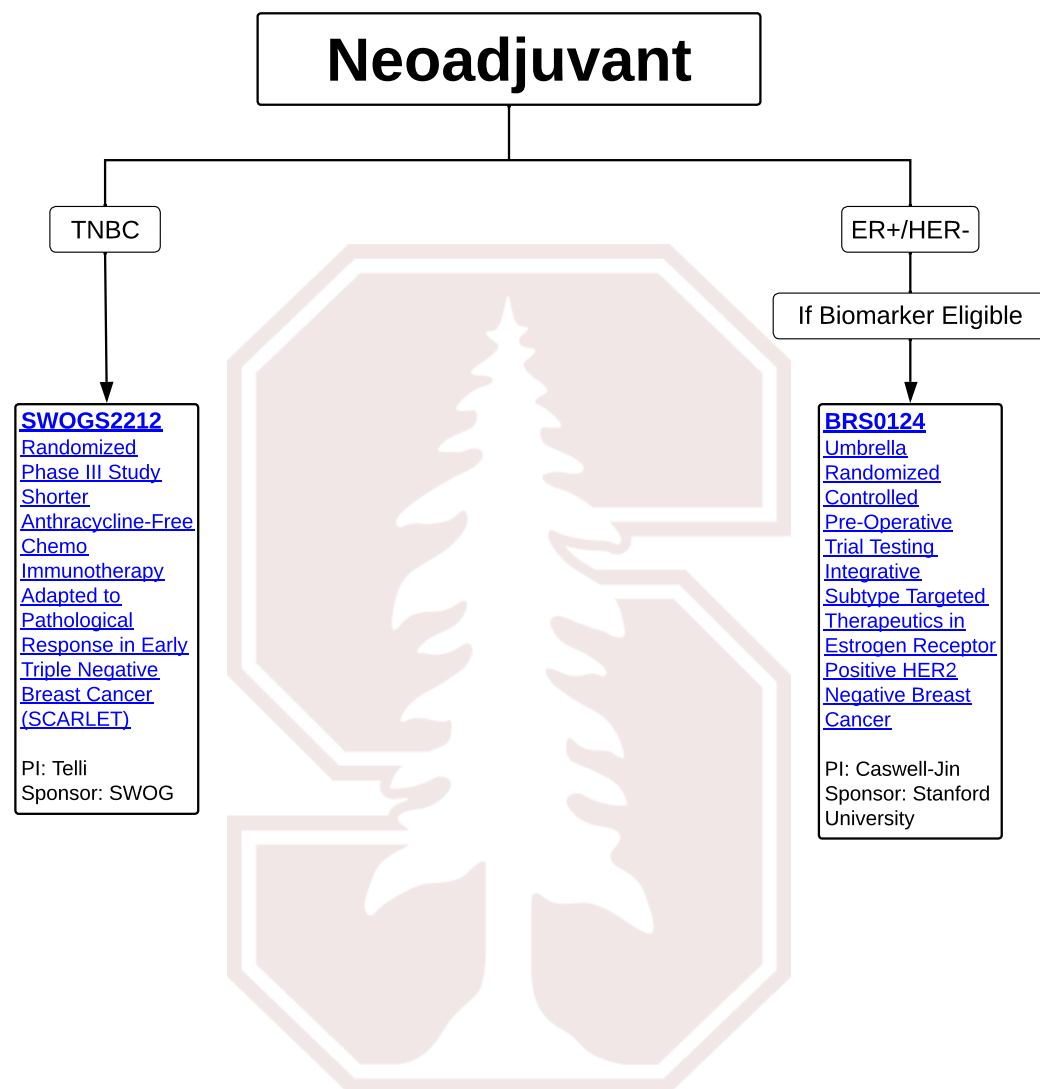 Neoadjuvant
TNBC
ER+/HER-
If Biomarker Eligible
SWOGS2212
Randomized
Phase III Study
Shorter
Anthracycline-Free
Chemo
Immunotherapy
Adapted to
Pathological
Response in Early
Triple Negative
Breast Cancer
(SCARLET)
PI: Telli
Sponsor: SWOG
BRS0124
Umbrella
Randomized
Controlled
Pre-Operative
Trial Testing
Integrative
Subtype Targeted
Therapeutics in
Estrogen Receptor
Positive HER2
Negative Breast
Cancer
PI: Caswell-Jin
Sponsor: Stanford
University